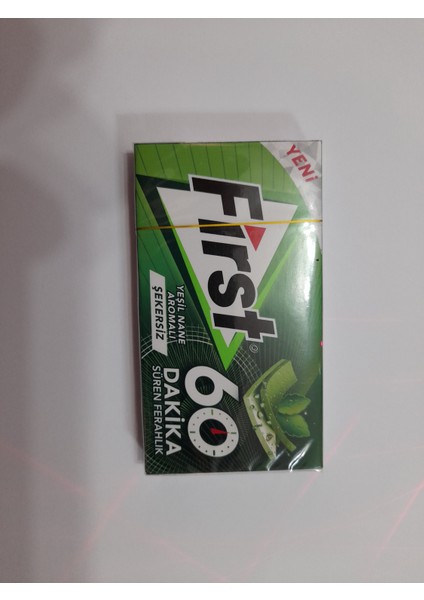 YENİ
First
YEŞİL NANE
AROMALI
ŞEKERSİZ
60
DAKİKA
SÜREN FERAHLIK